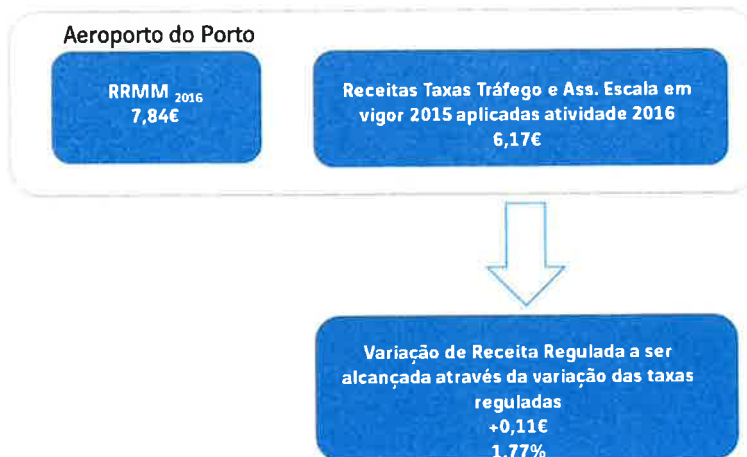 Aeroporto do Porto
RRMM 2016
7,84€
Receitas Taxas Tráfego e Ass. Escala em
vigor 2015 aplicadas atividade 2016
6,17€
Variação de Receita Regulada a ser
alcançada através da variação das taxas
reguladas
+0,11€
1,77%